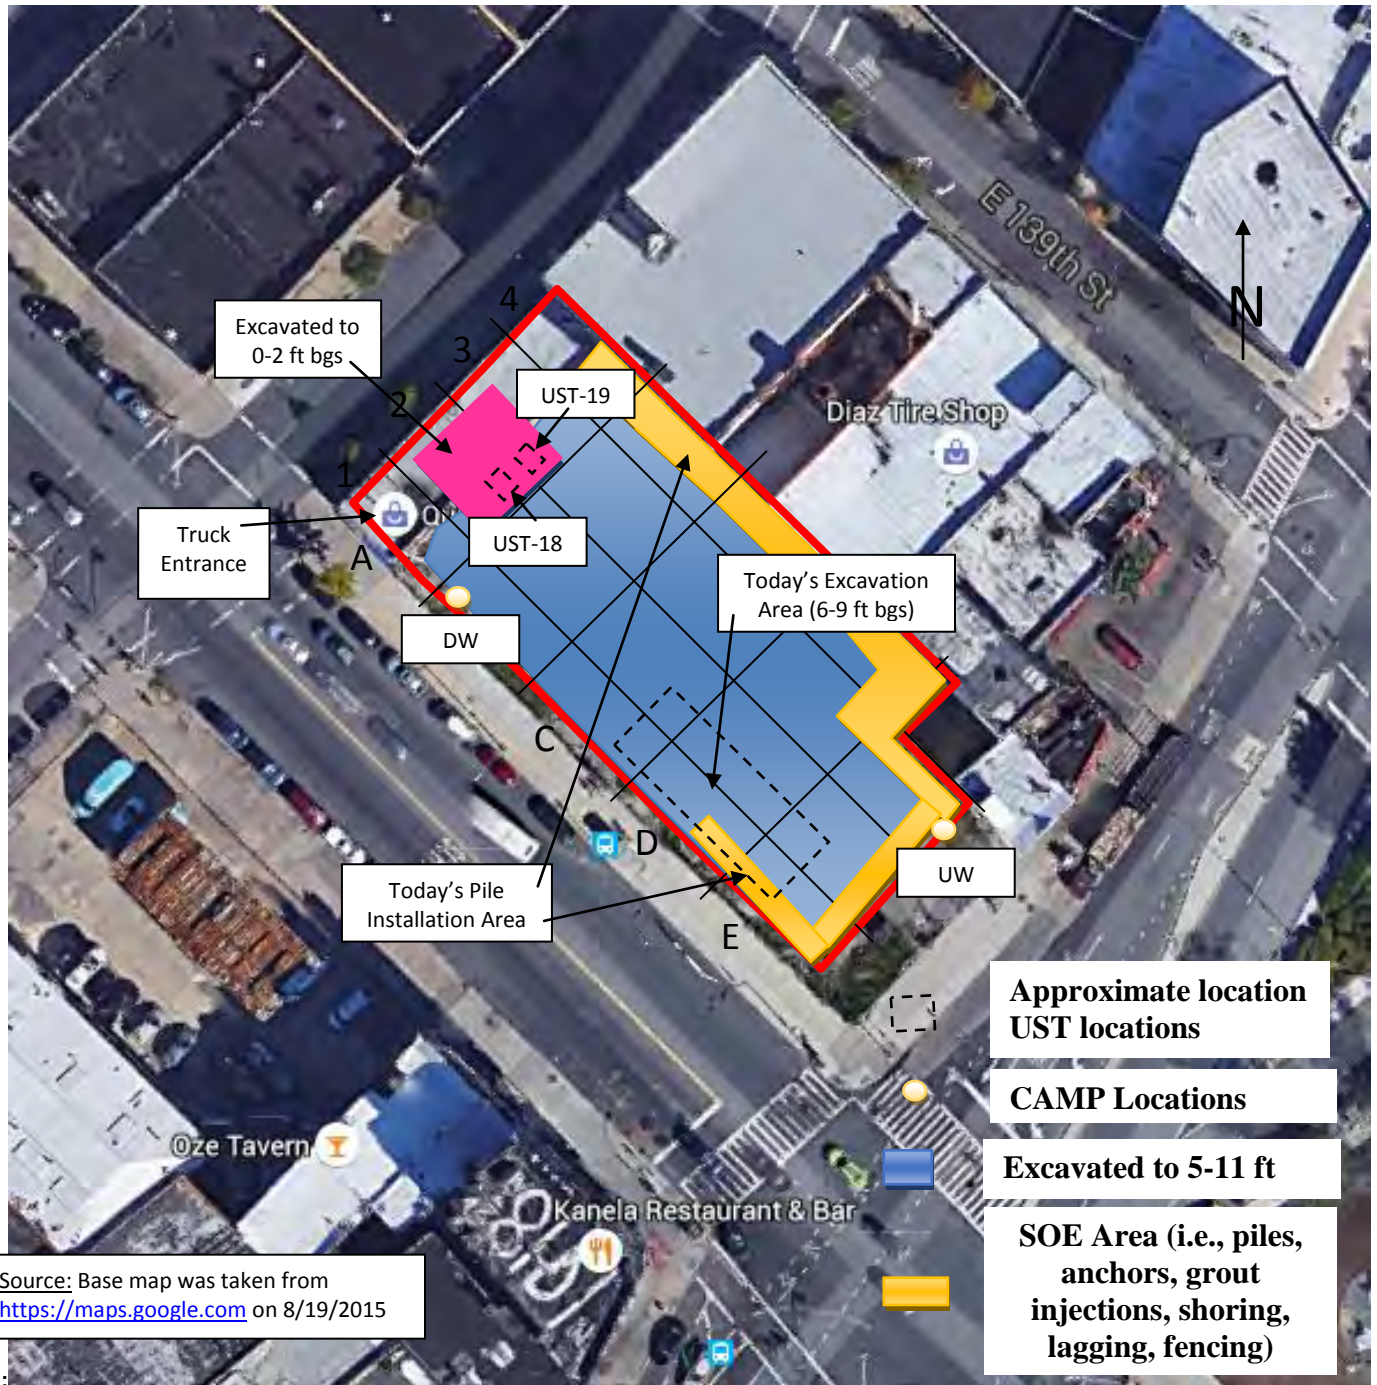 E 139th St
N
4
3
2
1
Excavated to
0-2 ft bgs
UST-19
Diaz Tire Shop
Truck
Entrance
A
UST-18
Today's Excavation
Area (6-9 ft bgs)
DW
C
D
Today's Pile
Installation Area
E
UW
Approximate location
UST locations
CAMP Locations
Oze Tavern
Excavated to 5-11 ft
Kanela Restaurant & Bar
SOE Area (i.e., piles,
anchors, grout
injections, shoring,
lagging, fencing)
Source: Base map was taken from
https://maps.google.com on 8/19/2015